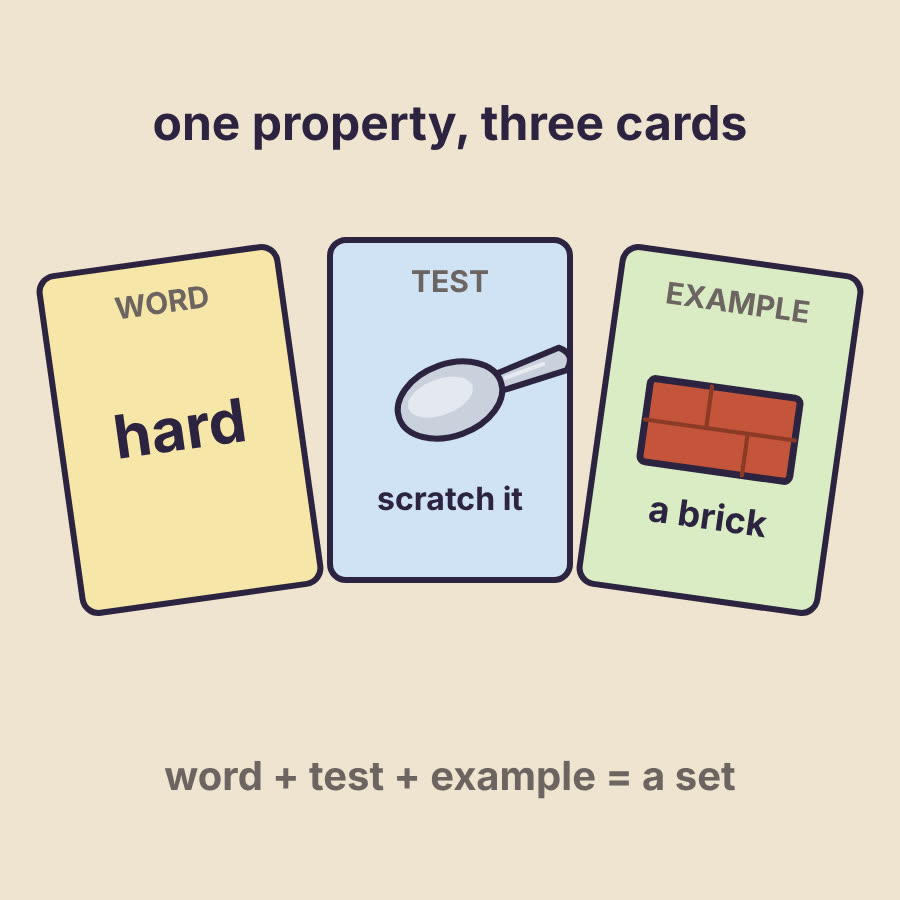 one property, three cards
WORD
hard
TEST
scratch it
EXAMPLE
a brick
word + test + example = a set